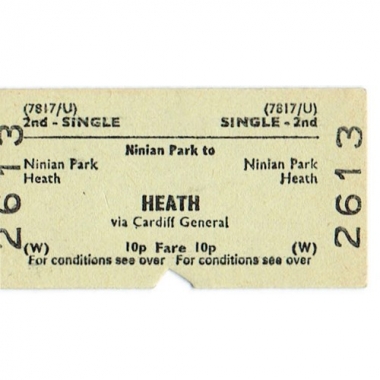 (7817/U) (7817/U)
2nd - SINGLE SINGLE - 2nd
Ninian Park to
Ninian Park Ninian Park
Heath Heath
HEATH
via Cardiff General
(W) 10p Fare 10p (W)
For conditions see over For conditions see over
2613
2613